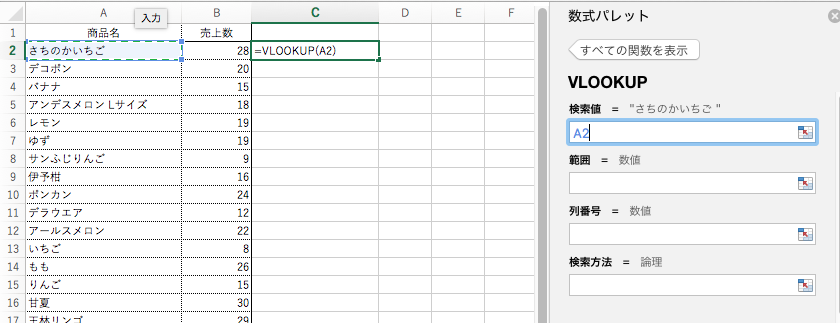 A B C D E F
入力
1 商品名 売上数
2 さちのかいちご 28 =VLOOKUP(A2)
3 デコポン 20
4 バナナ 15
5 アンデスメロン Lサイズ 18
6 レモン 19
7 ゆず 19
8 サンふじりんご 9
9 伊予柑 16
10 ポンカン 24
11 デラウエア 12
12 アールスメロン 22
13 いちご 8
14 もも 26
15 りんご 15
16 甘夏 30
17 王林リンゴ 29
数式パレット
すべての関数を表示
VLOOKUP
検索値 = "さちのかいちご "
A2
範囲 = 数値
列番号 = 数値
検索方法 = 論理